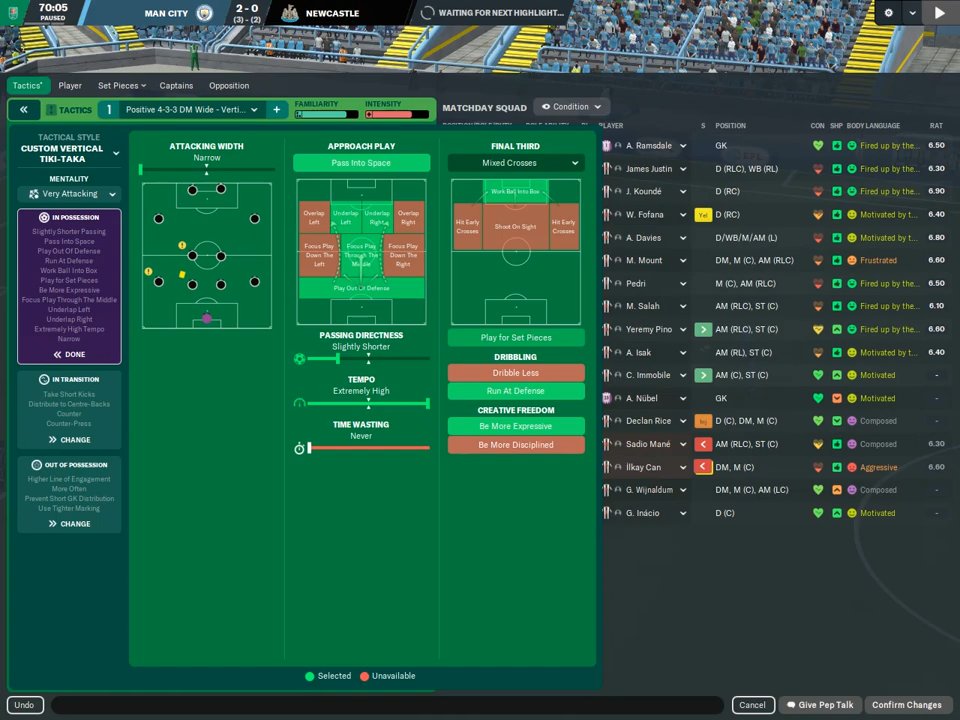 70:05
PAUSED
MAN CITY
2 - 0
(3) - (2)
NEWCASTLE
WAITING FOR NEXT HIGHLIGHT...
Tactics*
Player
Set Pieces
Captains
Opposition
TACTICS
1
Positive 4-3-3 DM Wide - Verti...
FAMILIARITY
INTENSITY
MATCHDAY SQUAD
Condition
TACTICAL STYLE
CUSTOM VERTICAL
TIKI-TAKA
MENTALITY
Very Attacking
IN POSSESSION
Slightly Shorter Passing
Pass Into Space
Play Out Of Defence
Run At Defence
Work Ball Into Box
Play for Set Pieces
Be More Expressive
Focus Play Through The Middle
Underlap Left
Underlap Right
Extremely High Tempo
Narrow
DONE
IN TRANSITION
Take Short Kicks
Distribute to Centre-Backs
Counter
Counter-Press
CHANGE
OUT OF POSSESSION
Higher Line of Engagement
More Often
Prevent Short GK Distribution
Use Tighter Marking
CHANGE
ATTACKING WIDTH
Narrow
APPROACH PLAY
Pass Into Space
Overlap Left
Underlap Left
Underlap Right
Overlap Right
Focus Play Down The Left
Focus Play Through The Middle
Focus Play Down The Right
Play Out Of Defence
PASSING DIRECTNESS
Slightly Shorter
TEMPO
Extremely High
TIME WASTING
Never
FINAL THIRD
Mixed Crosses
Work Ball Into Box
Hit Early Crosses
Shoot On Sight
Hit Early Crosses
Play for Set Pieces
DRIBBLING
Dribble Less
Run At Defense
CREATIVE FREEDOM
Be More Expressive
Be More Disciplined
Selected
Unavailable
PLAYER S POSITION CON SHP BODY LANGUAGE RAT
A. Ramsdale GK Fired up by the... 6.50
James Justin D (RLC), WB (RL) Fired up by the... 6.30
J. Koundé D (RC) Fired up by the... 6.90
W. Fofana Yel D (RC) Motivated by t... 6.40
A. Davies D/WB/M/AM (L) Motivated by t... 6.80
M. Mount DM, M (C), AM (RLC) Frustrated 6.60
Pedri M (C), AM (RLC) Fired up by the... 6.50
M. Salah AM (RLC), ST (C) Fired up by the... 6.10
Yeremy Pino AM (RLC), ST (C) Fired up by the... 6.60
A. Isak AM (RL), ST (C) Motivated by t... 6.40
C. Immobile AM (C), ST (C) Motivated -
A. Nübel GK Motivated -
Declan Rice Inj D (C), DM, M (C) Composed -
Sadio Mané AM (RLC), ST (C) Composed 6.30
İlkay Can DM, M (C) Aggressive 6.60
G. Wijnaldum DM, M (C), AM (LC) Composed -
G. Inácio D (C) Motivated -
Undo
Cancel
Give Pep Talk
Confirm Changes